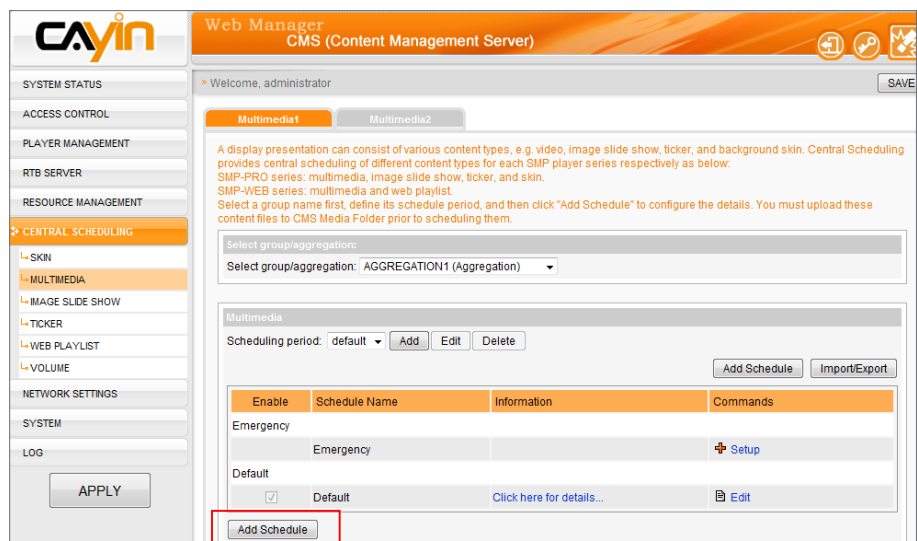 CAYIN
Web Manager
CMS (Content Management Server)
SYSTEM STATUS
ACCESS CONTROL
PLAYER MANAGEMENT
RTB SERVER
RESOURCE MANAGEMENT
CENTRAL SCHEDULING
SKIN
MULTIMEDIA
IMAGE SLIDE SHOW
TICKER
WEB PLAYLIST
VOLUME
NETWORK SETTINGS
SYSTEM
LOG
APPLY
> Welcome, administrator
SAVE
Multimedia1 Multimedia2
A display presentation can consist of various content types, e.g. video, image slide show, ticker, and background skin. Central Scheduling
provides central scheduling of different content types for each SMP player series respectively as below:
SMP-PRO series: multimedia, image slide show, ticker, and skin.
SMP-WEB series: multimedia and web playlist.
Select a group name first, define its schedule period, and then click "Add Schedule" to configure the details. You must upload these
content files to CMS Media Folder prior to scheduling them.
Select group/aggregation:
Select group/aggregation: AGGREGATION1 (Aggregation)
Multimedia
Scheduling period: default Add Edit Delete
Add Schedule Import/Export
Enable Schedule Name Information Commands
Emergency
Emergency Setup
Default
Default Click here for details... Edit
Add Schedule